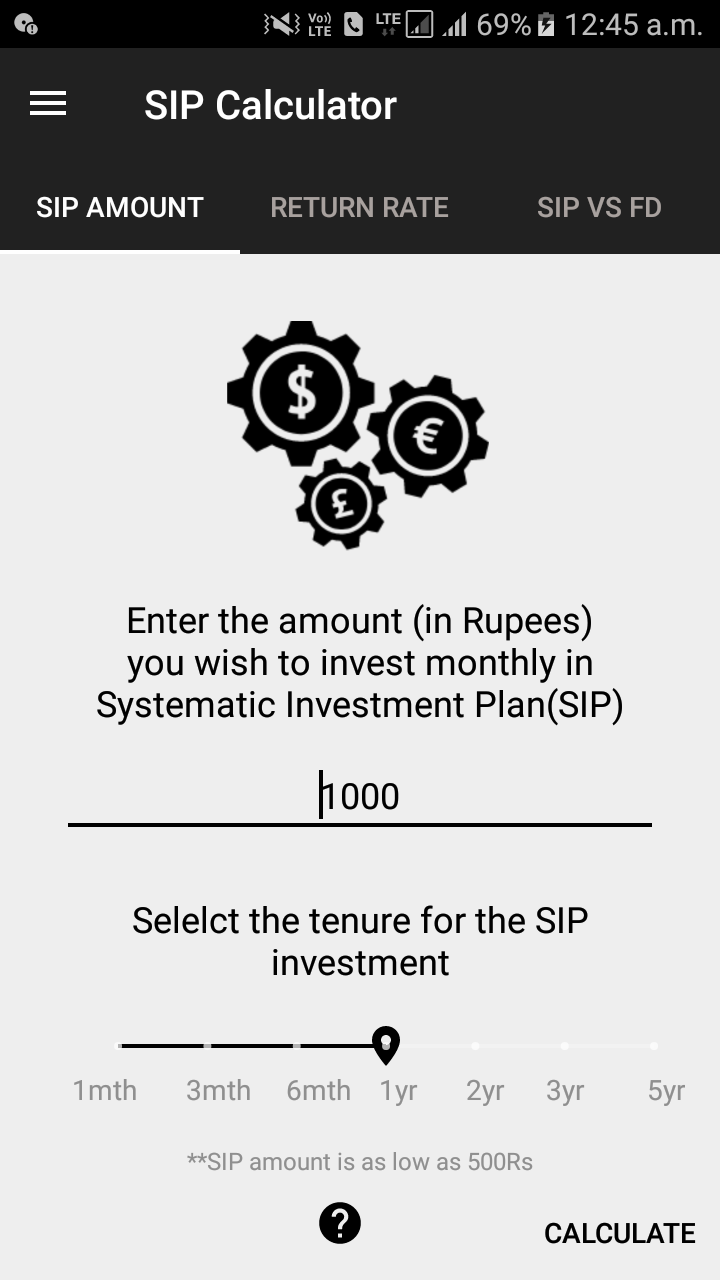 Vo) LTE LTE 69% 12:45 a.m.
SIP Calculator
SIP AMOUNT RETURN RATE SIP VS FD
$
€
£
Enter the amount (in Rupees)
you wish to invest monthly in
Systematic Investment Plan(SIP)
1000
Selelct the tenure for the SIP
investment
1mth 3mth 6mth 1yr 2yr 3yr 5yr
**SIP amount is as low as 500Rs
?
CALCULATE